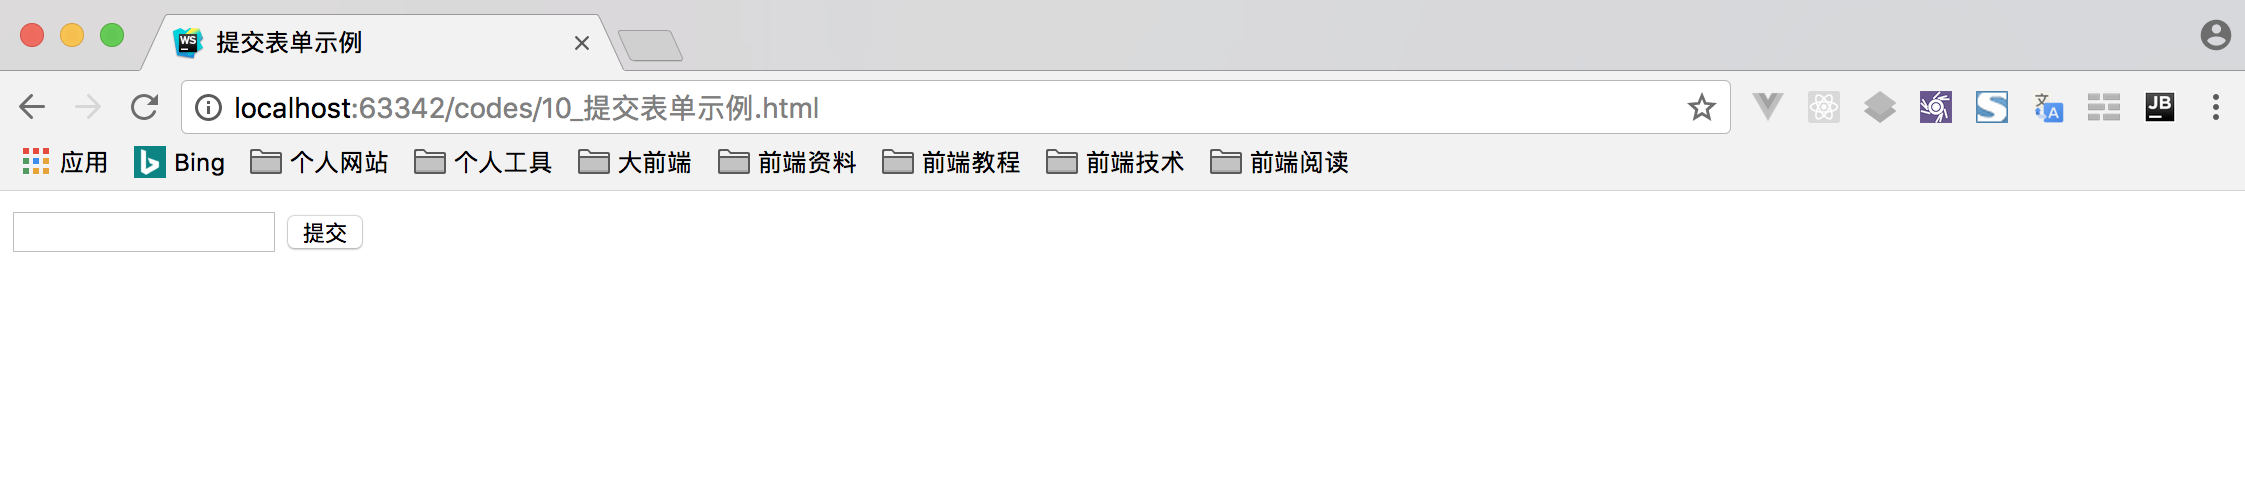 WS 提交表单示例
localhost:63342/codes/10_提交表单示例.html 文 A JB
应用 Bing 个人网站 个人工具 大前端 前端资料 前端教程 前端技术 前端阅读
提交